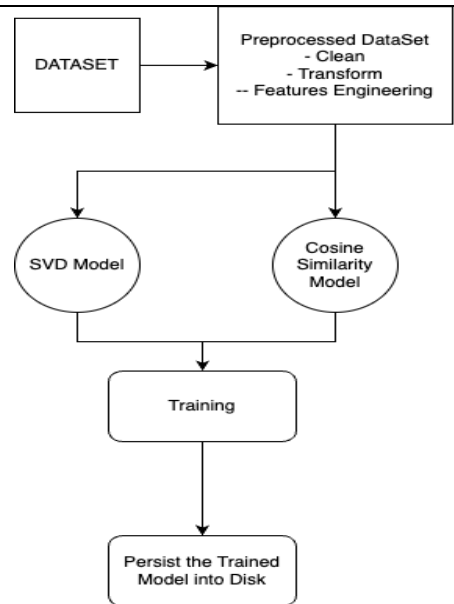 DATASET
Preprocessed DataSet
- Clean
- Transform
-- Features Engineering
SVD Model
Cosine
Similarity
Model
Training
Persist the Trained
Model into Disk